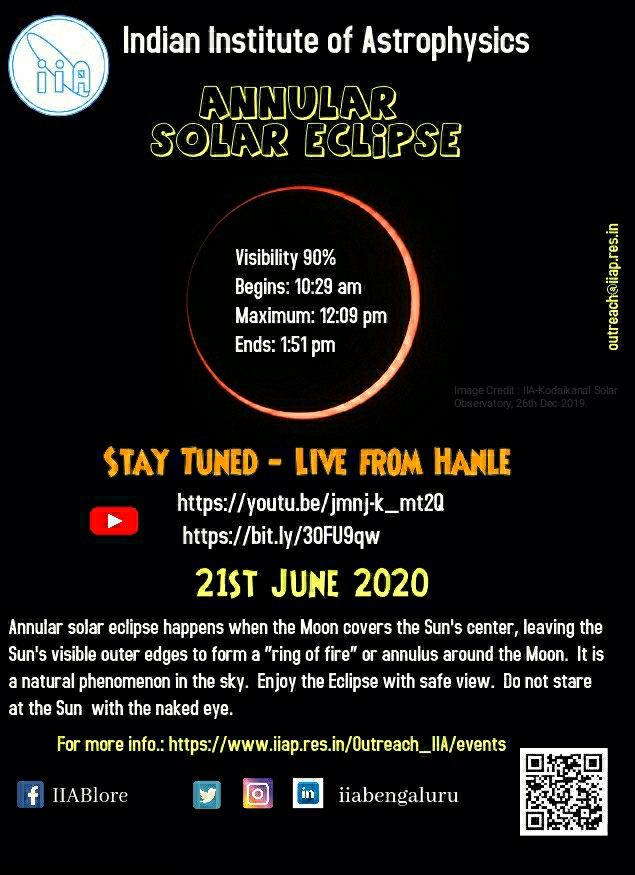 iiA
Indian Institute of Astrophysics
ANNULAR
SOLAR ECLiPSE
Visibility 90%
Begins: 10:29 am
Maximum: 12:09 pm
Ends: 1:51 pm
outreach@iiap.res.in
Image Credit : IIA-Kodaikanal Solar
Observatory, 26th Dec 2019.
STAY TUNED - LIVE FROM HANLE
https://youtu.be/jmnj-k_mt2Q
https://bit.ly/30FU9qw
21ST JUNE 2020
Annular solar eclipse happens when the Moon covers the Sun's center, leaving the
Sun's visible outer edges to form a "ring of fire" or annulus around the Moon. It is
a natural phenomenon in the sky. Enjoy the Eclipse with safe view. Do not stare
at the Sun with the naked eye.
For more info.: https://www.iiap.res.in/Outreach_IIA/events
IIABlore
in
iiabengaluru